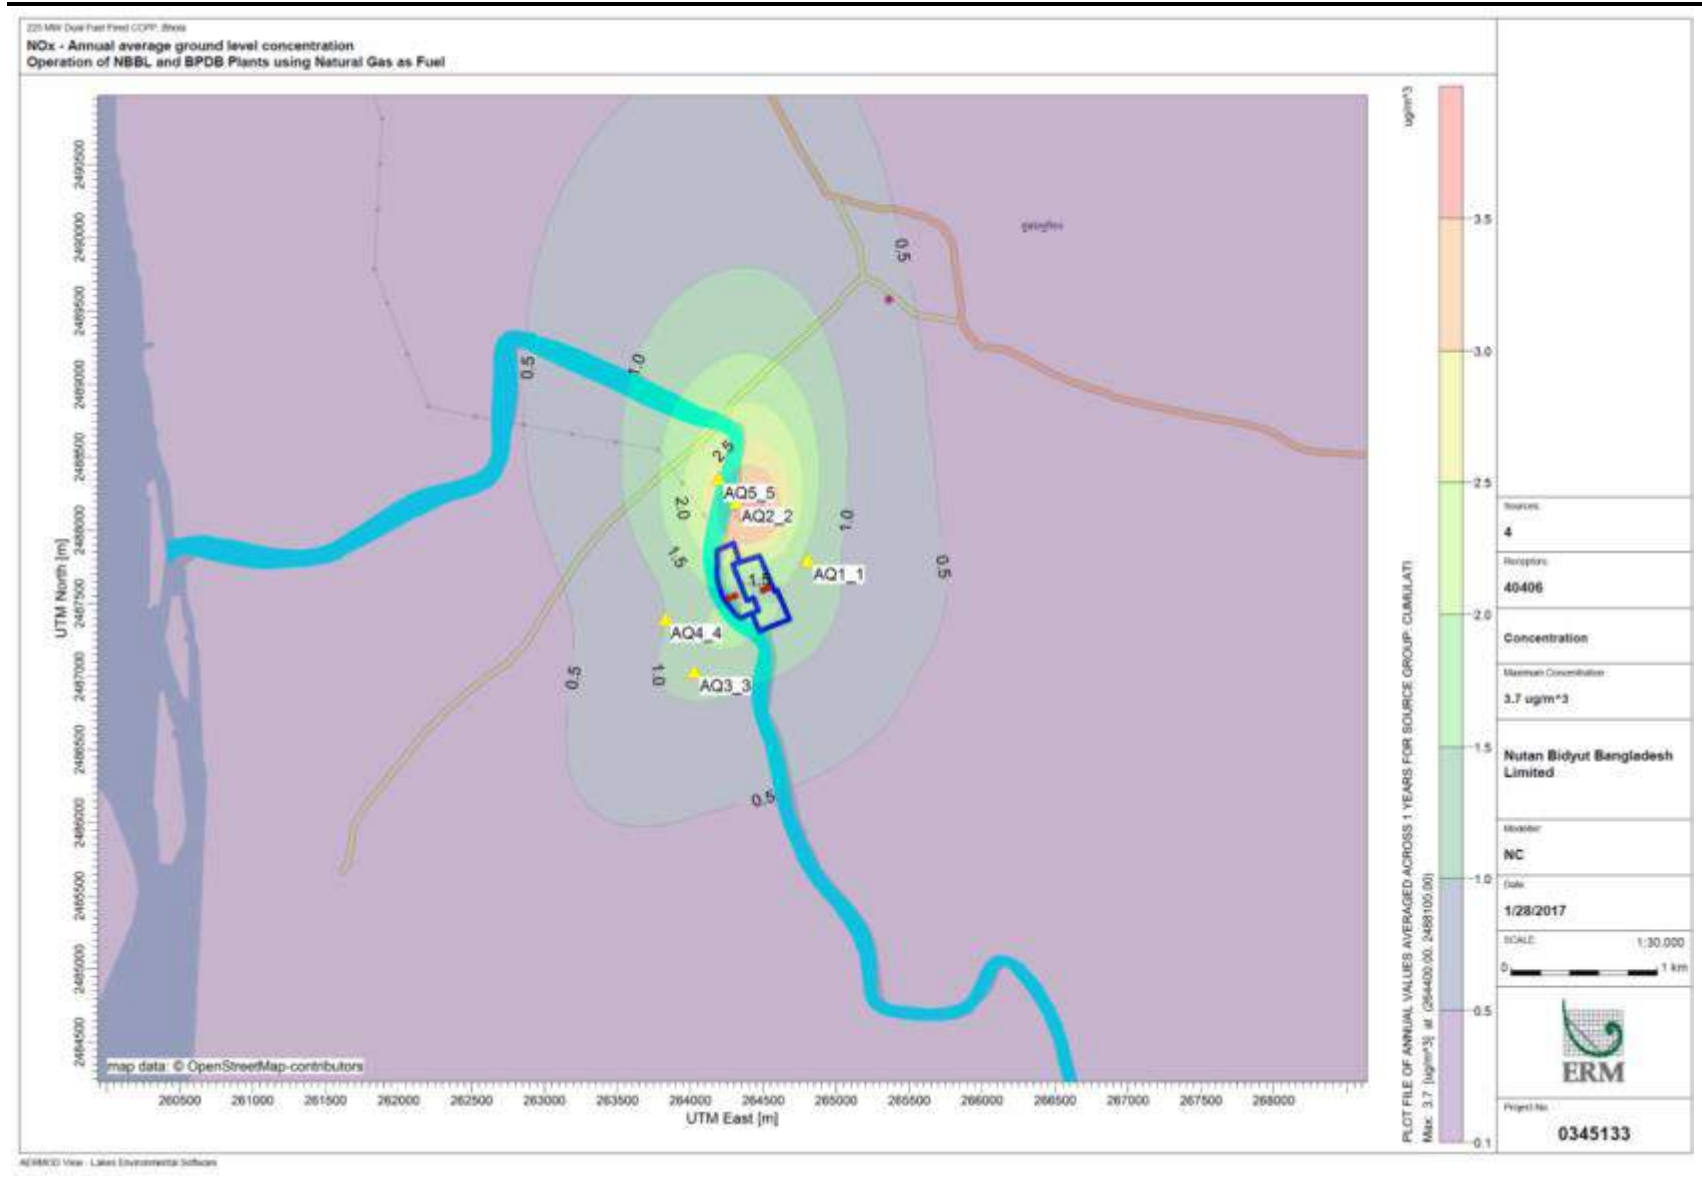 225 MW Dual Fuel Fired CCPP, Bhola
NOx - Annual average ground level concentration
Operation of NBBL and BPDB Plants using Natural Gas as Fuel
ug/m^3
3.5
3.0
2.5
2.0
1.5
1.0
0.5
0.1
PLOT FILE OF ANNUAL VALUES AVERAGED ACROSS 1 YEARS FOR SOURCE GROUP: CUMULATI
Max: 3.7 [ug/m^3] at (264400.00, 2488100.00)
UTM North [m]
2490500
2490000
2489500
2489000
2488500
2488000
2487500
2487000
2486500
2486000
2485500
2485000
2484500
0.5
0.5
1.0
2.5
AQ5_5
2.0
AQ2_2
1.0
1.5
AQ1_1
0.5
1.5
AQ4_4
0.5
1.0
AQ3_3
0.5
map data: © OpenStreetMap-contributors
260500 261000 261500 262000 262500 263000 263500 264000 264500 265000 265500 266000 266500 267000 267500 268000
UTM East [m]
Sources:
4
Receptors:
40406
Concentration
Maximum Concentration:
3.7 ug/m^3
Nutan Bidyut Bangladesh
Limited
Modeller:
NC
Date:
1/28/2017
SCALE:
1:30,000
0
1 km
ERM
Project No.
0345133
AERMOD View - Lakes Environmental Software